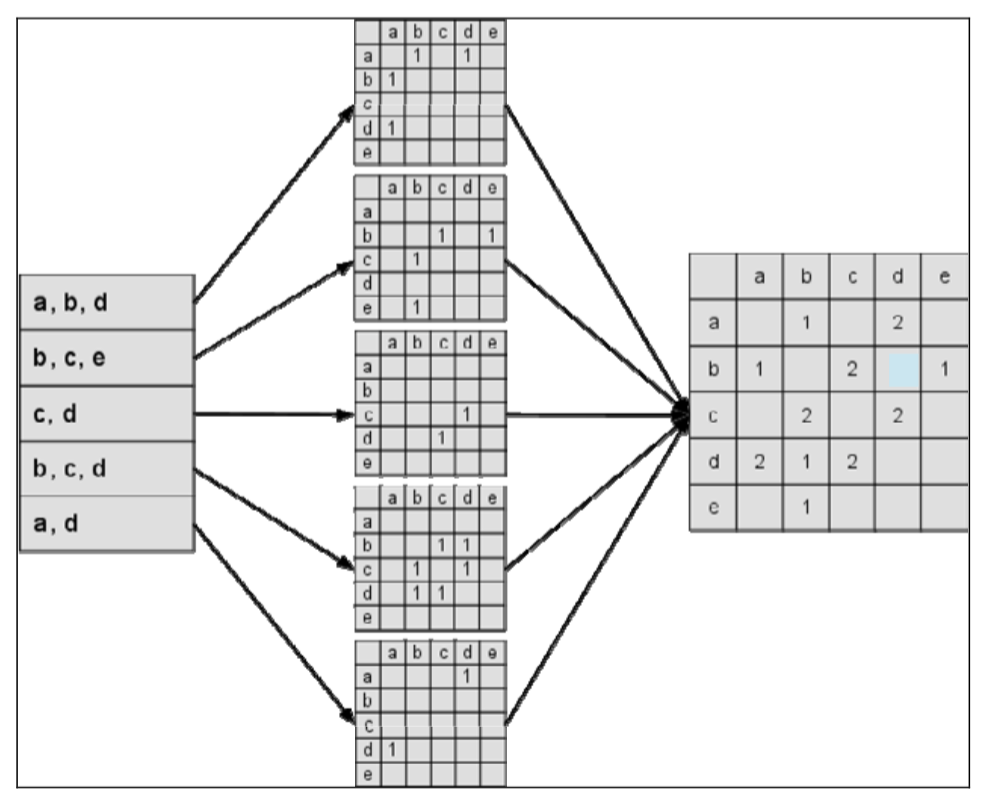 a b c d e
a 1 1
b 1
c
d 1
e
a b c d e
a
b 1 1
c 1
d
e 1
a b c d e
a
b
c 1
d 1
e
a b c d e
a
b 1 1
c 1 1
d 1 1
e
a b c d e
a 1
b
c
d 1
e
a, b, d
b, c, e
c, d
b, c, d
a, d
a b c d e
a 1 2
b 1 2 1
c 2 2
d 2 1 2
e 1